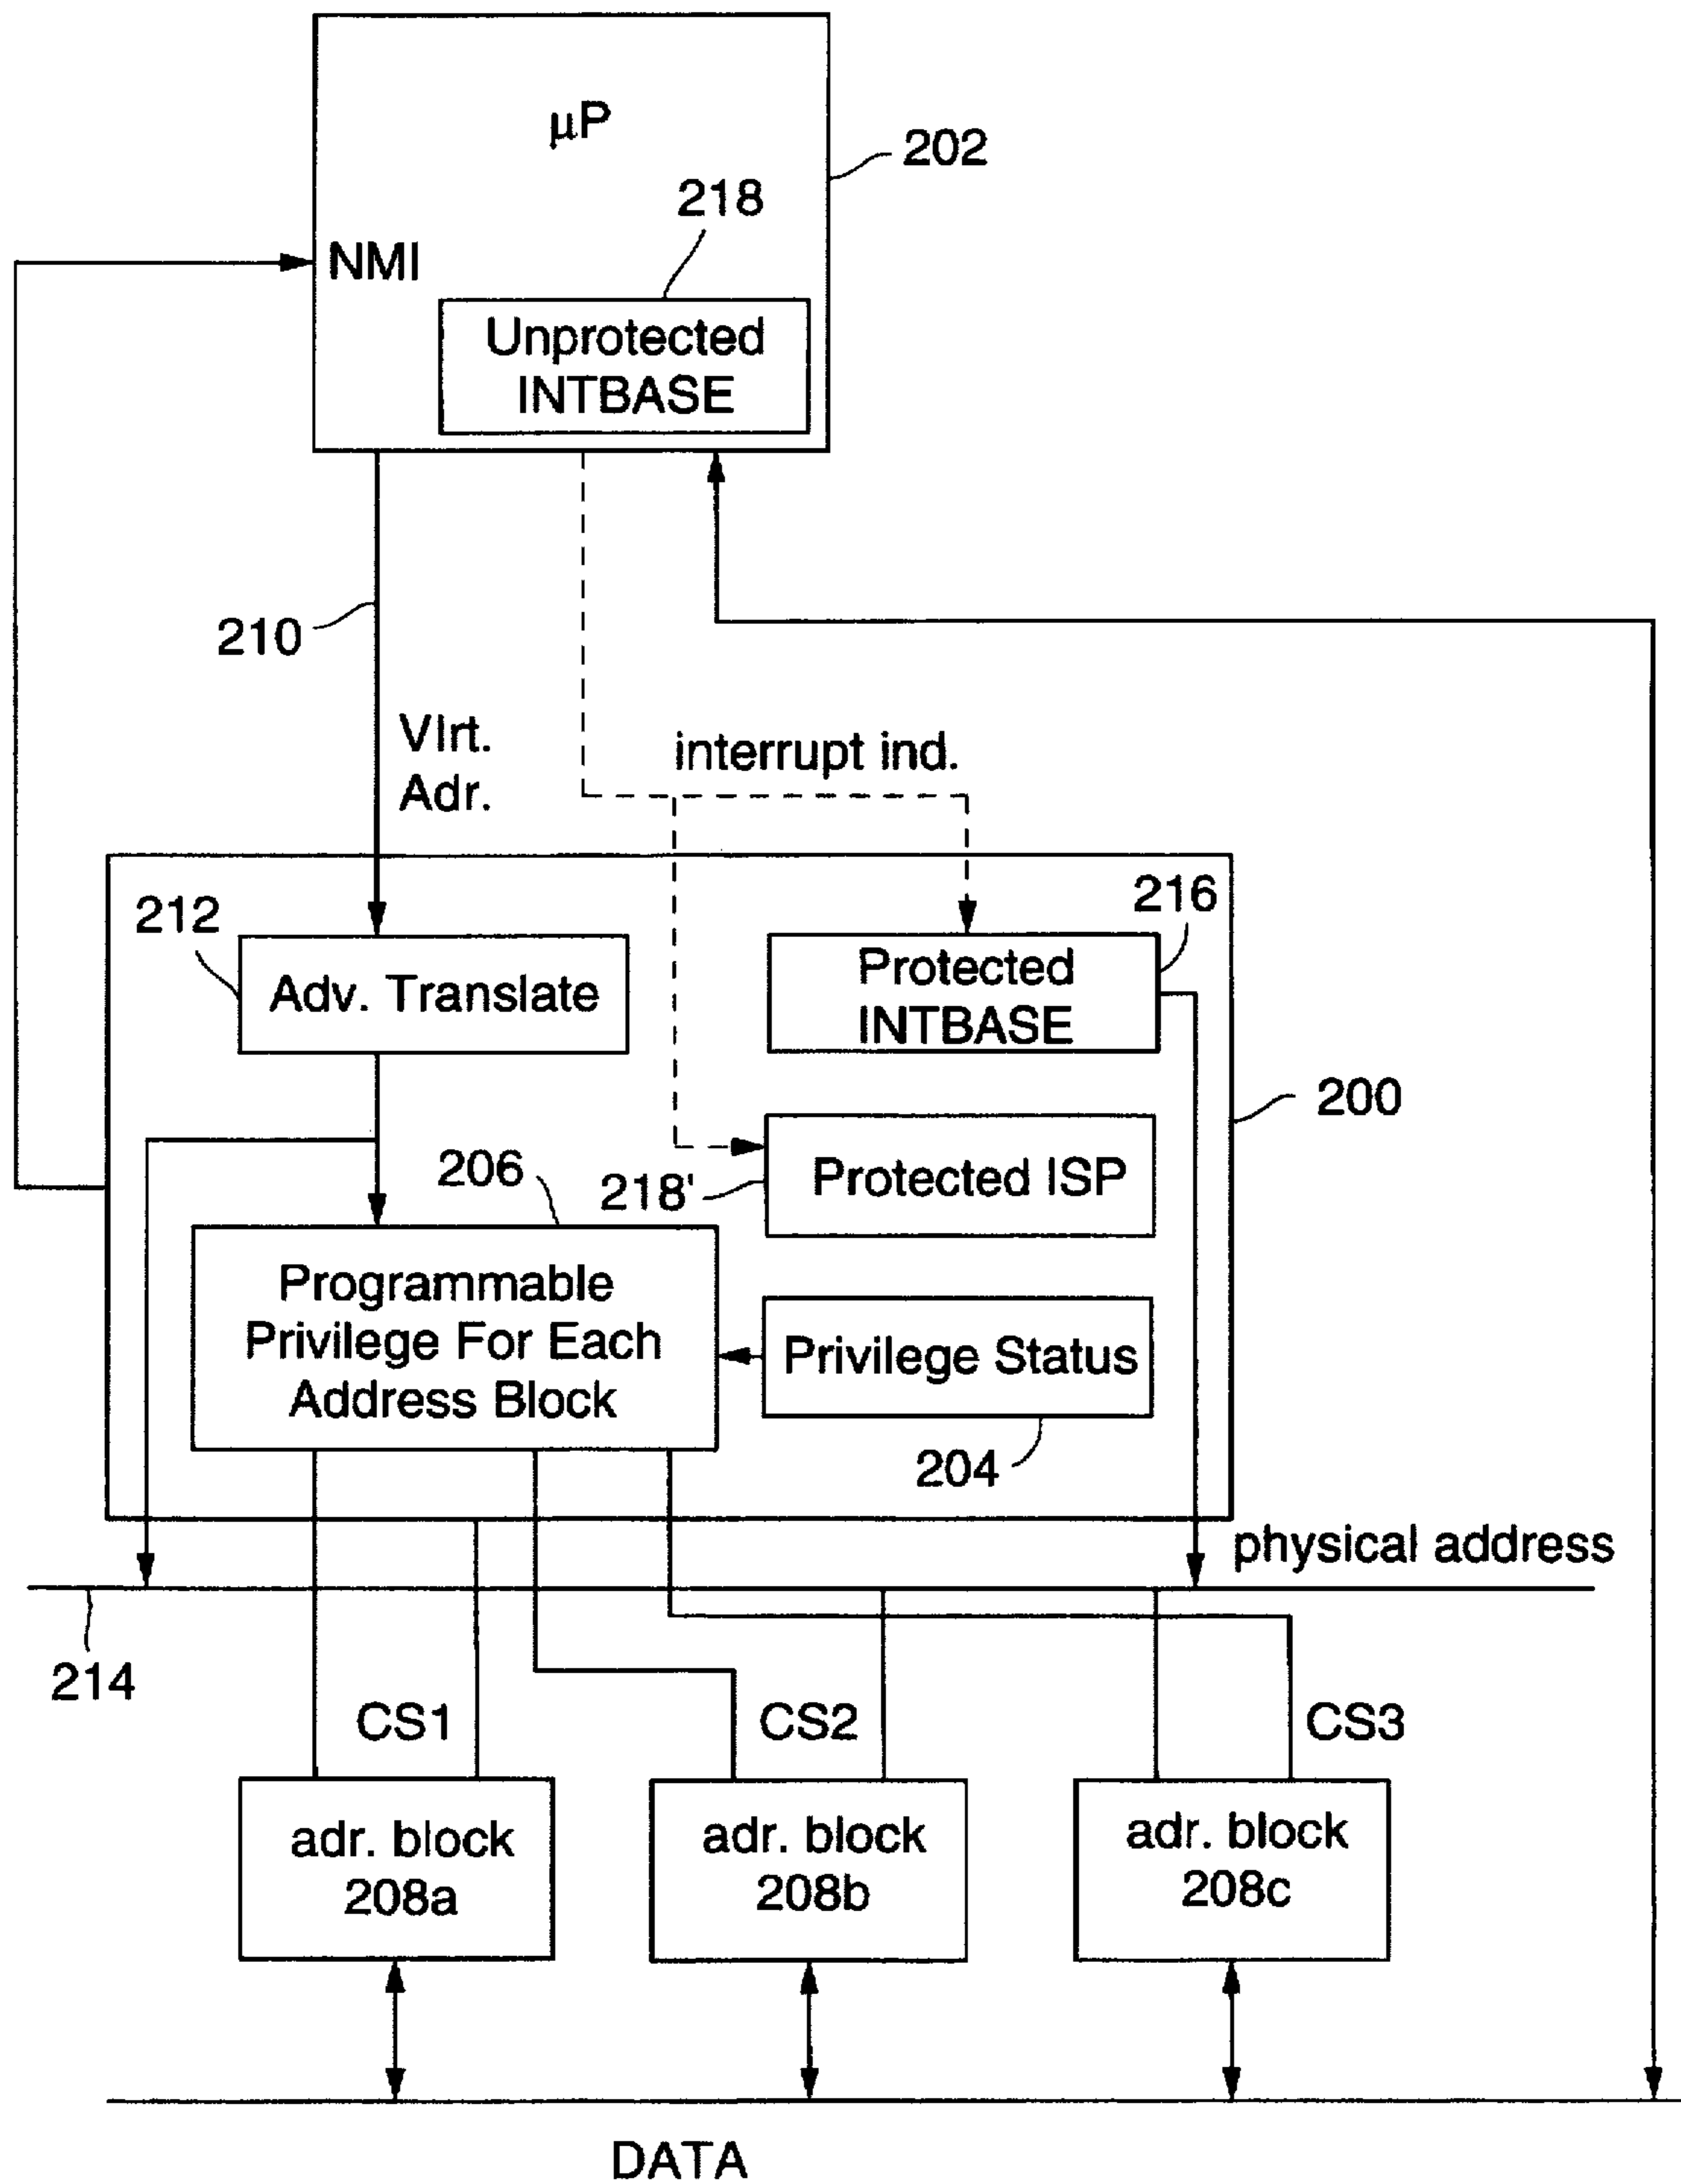 μP
202
218
NMI
Unprotected
INTBASE
210
VIrt.
Adr.
interrupt ind.
212
216
Adv. Translate
Protected
INTBASE
200
206
218'
Protected ISP
Programmable
Privilege For Each
Address Block
Privilege Status
204
physical address
214
CS1
CS2
CS3
adr. block
208a
adr. block
208b
adr. block
208c
DATA